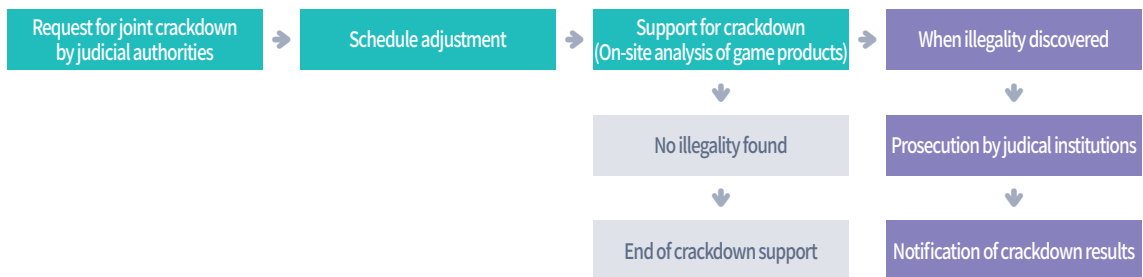 Request for joint crackdown
by judicial authorities
Schedule adjustment
Support for crackdown
(On-site analysis of game products)
When illegality discovered
No illegality found
Prosecution by judical institutions
End of crackdown support
Notification of crackdown results